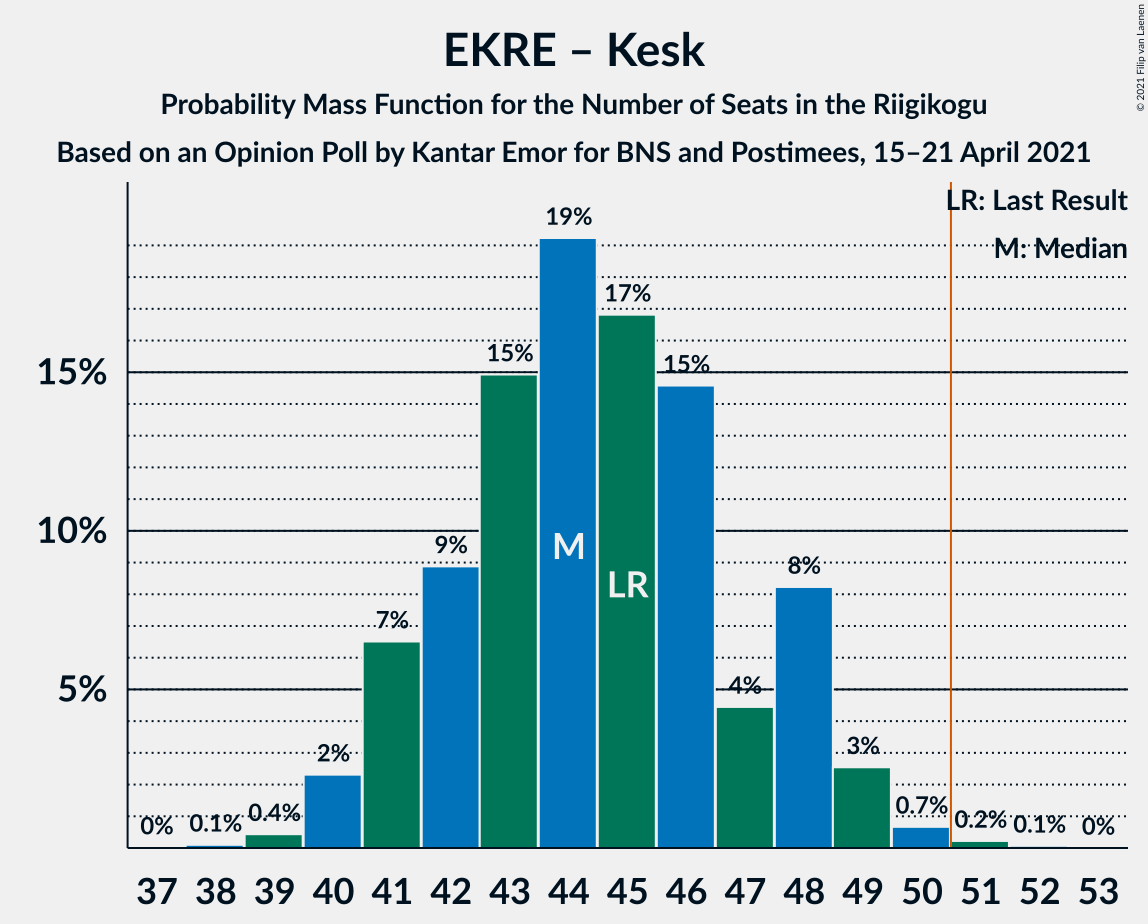 EKRE – Kesk
Probability Mass Function for the Number of Seats in the Riigikogu
Based on an Opinion Poll by Kantar Emor for BNS and Postimees, 15–21 April 2021
© 2021 Filip van Laenen
LR: Last Result
M: Median
15%
10%
5%
0%
0.1%
0.4%
2%
7%
9%
15%
19%
17%
15%
4%
8%
3%
0.7%
0.2%
0.1%
0%
M
LR
37 38 39 40 41 42 43 44 45 46 47 48 49 50 51 52 53